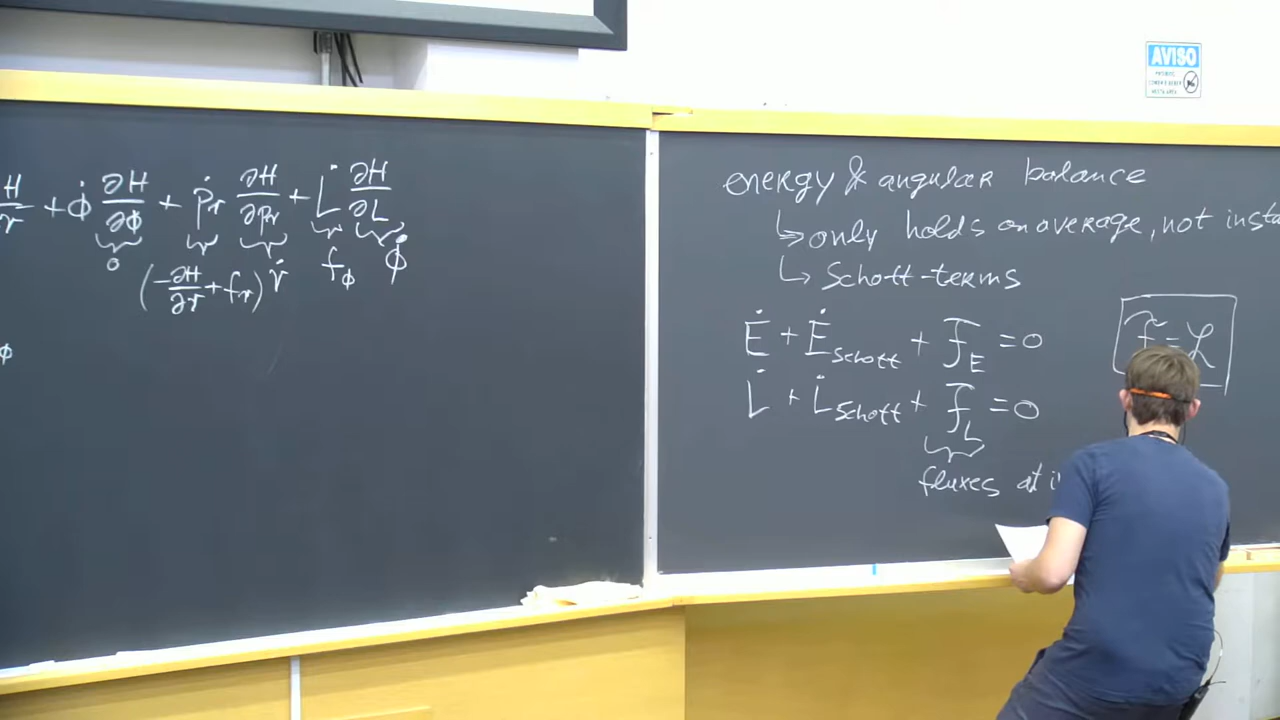 ∂H/∂r + φ̇ ∂H/∂φ + ṗr ∂H/∂pr + L̇ ∂H/∂L
0
(-∂H/∂r + fr) ṙ fφ φ̇
φ
energy & angular balance
↳ only holds on average, not
↳ Schott-terms
Ė + ĖSchott + FE = 0
L̇ + L̇Schott + FL = 0
fluxes at
AVISO